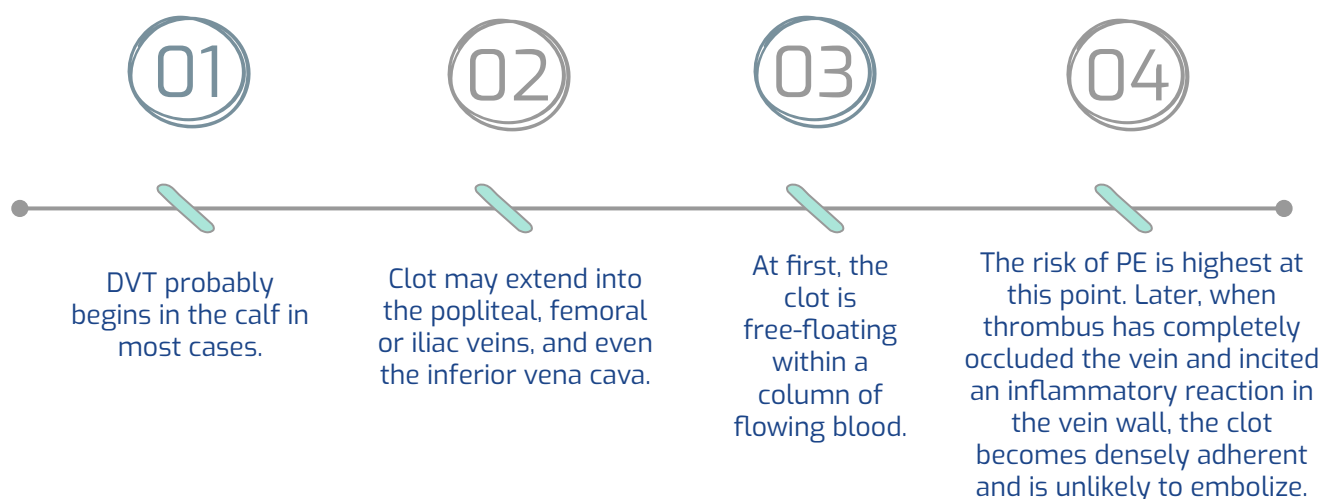 01
02
03
04
DVT probably
begins in the calf in
most cases.
Clot may extend into
the popliteal, femoral
or iliac veins, and even
the inferior vena cava.
At first, the
clot is
free-floating
within a
column of
flowing blood.
The risk of PE is highest at
this point. Later, when
thrombus has completely
occluded the vein and incited
an inflammatory reaction in
the vein wall, the clot
becomes densely adherent
and is unlikely to embolize.